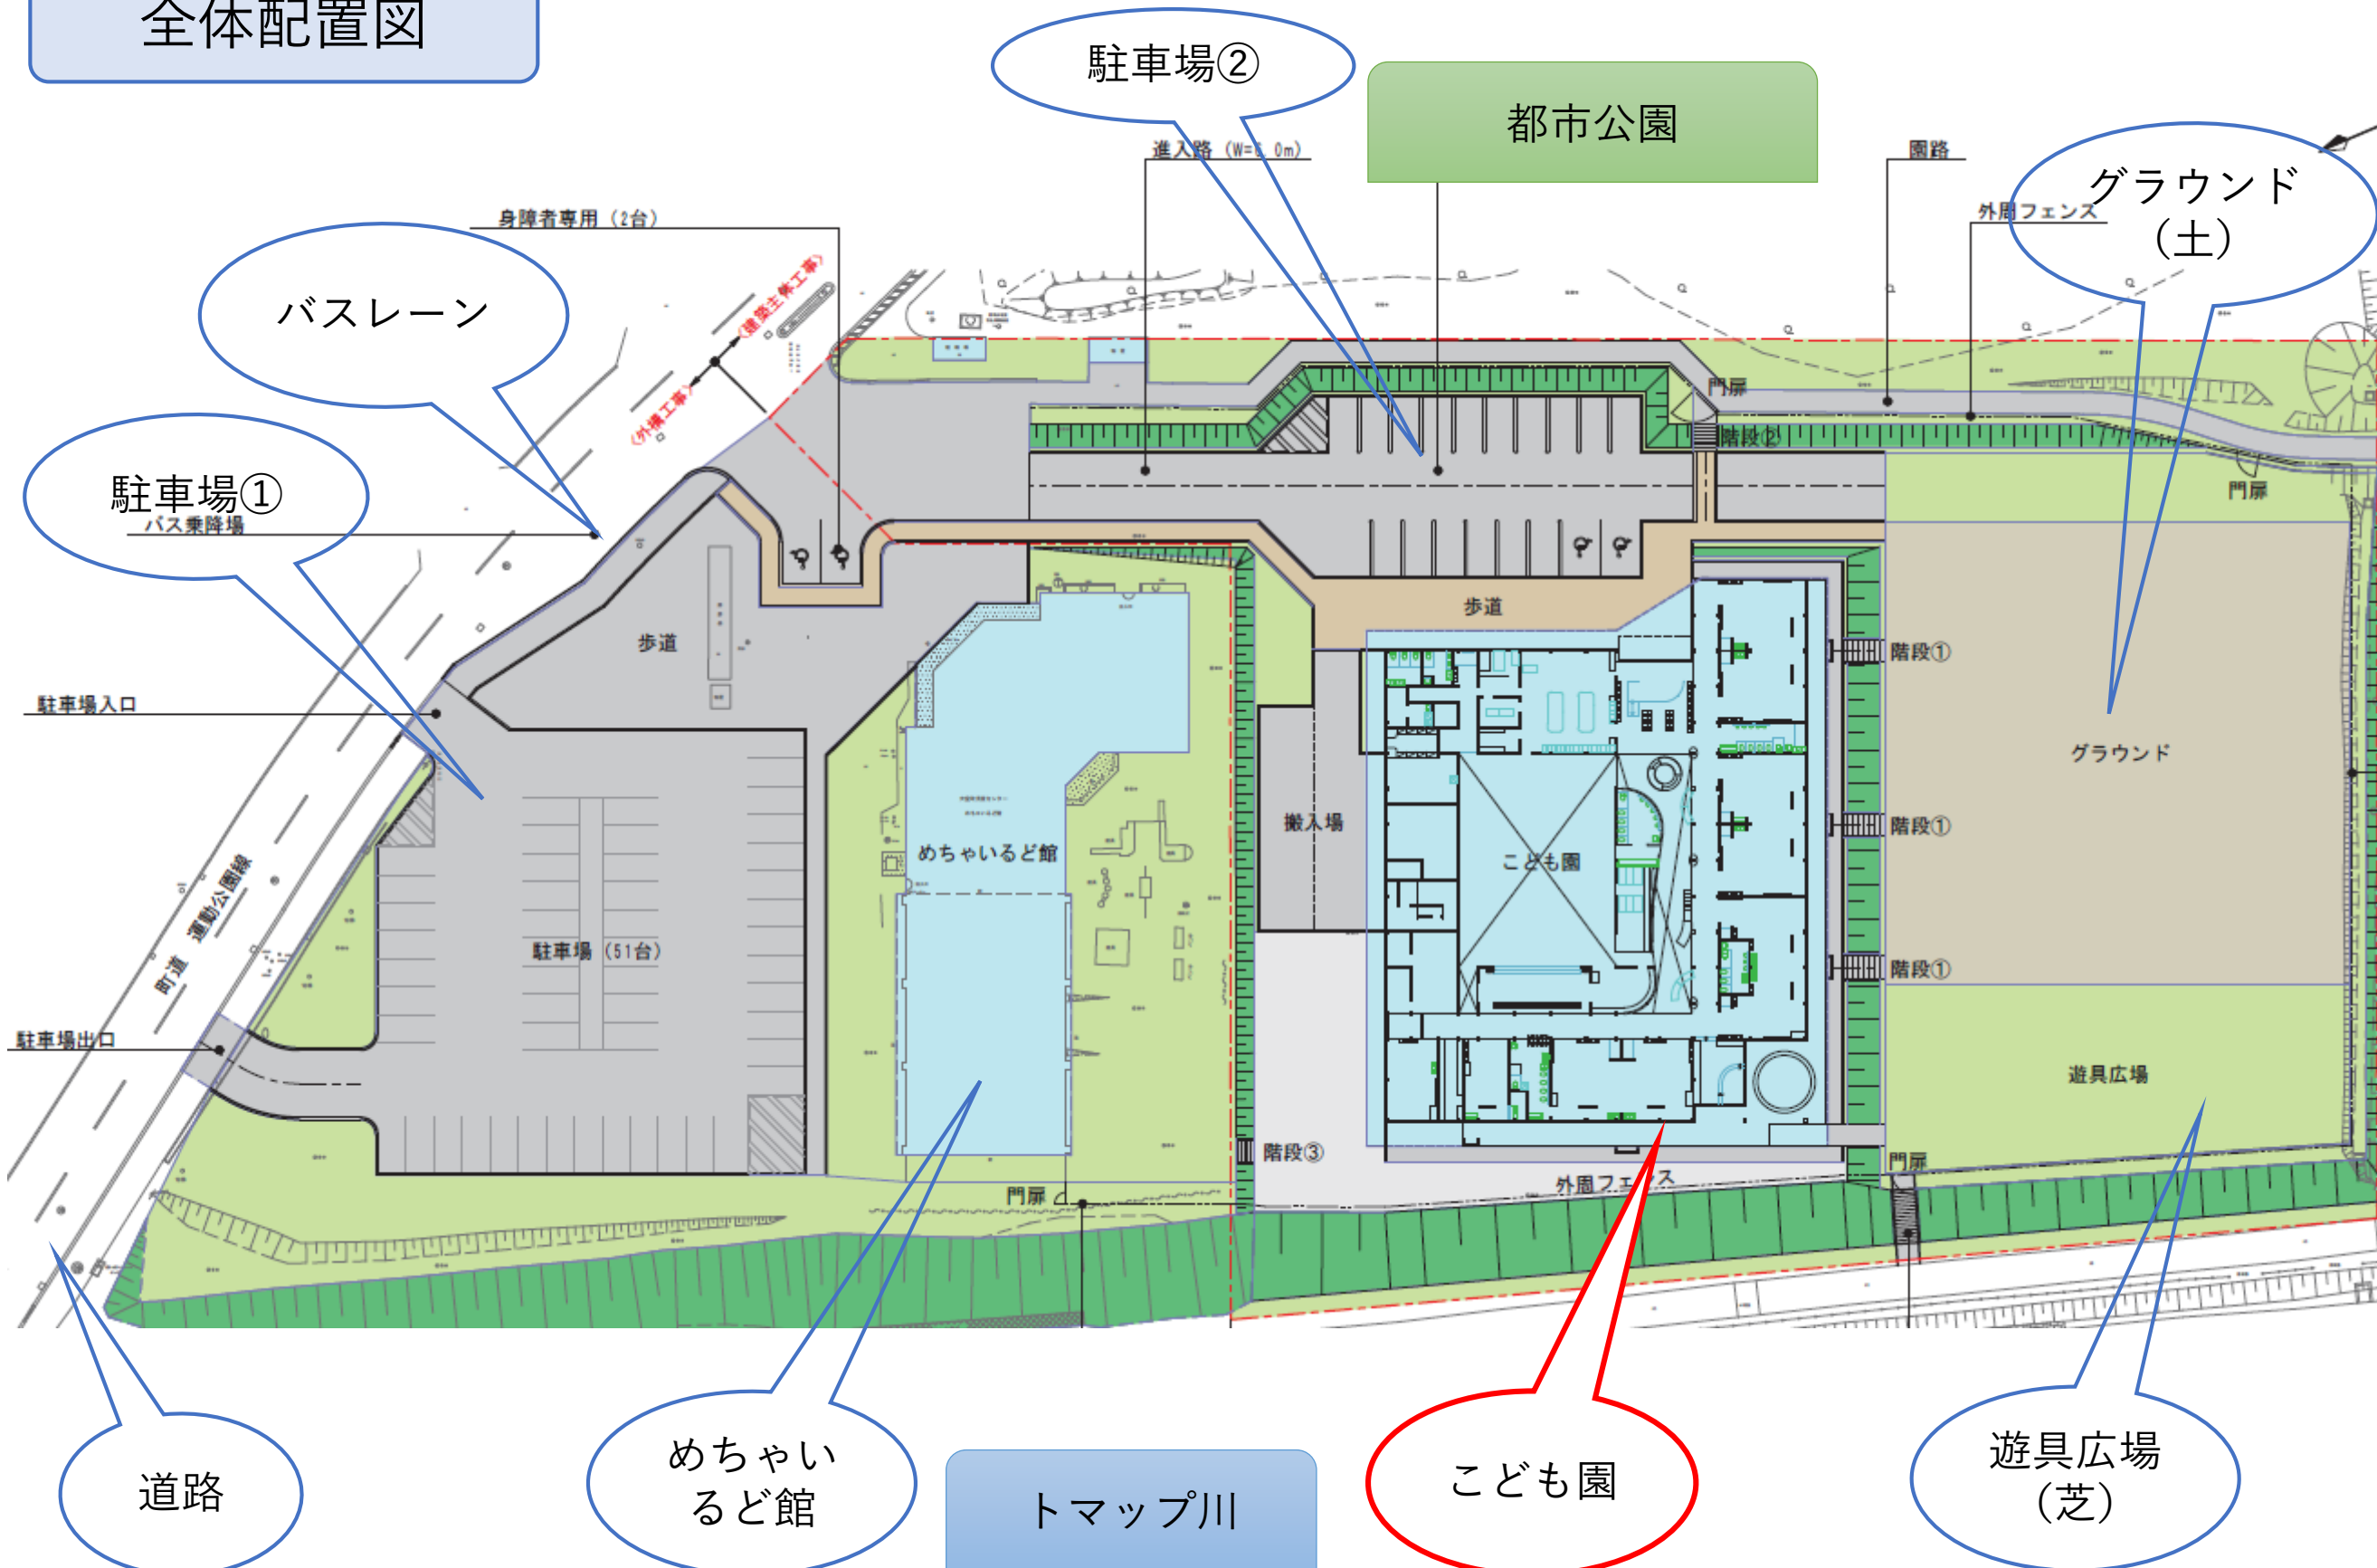 全体配置図
駐車場②
都市公園
進入路 (W=6.0m)
園路
グラウンド
（土）
外周フェンス
身障者専用（2台）
バスレーン
〈建築主体工事〉
〈外構工事〉
門扉
階段②
門扉
駐車場①
バス乗降場
歩道
歩道
階段①
駐車場入口
グラウンド
搬入場
階段①
めちゃいるど館
こども園
町道　運動公園線
駐車場（51台）
階段①
駐車場出口
遊具広場
階段③
門扉
外周フェンス
門扉
道路
めちゃい
るど館
トマップ川
こども園
遊具広場
（芝）